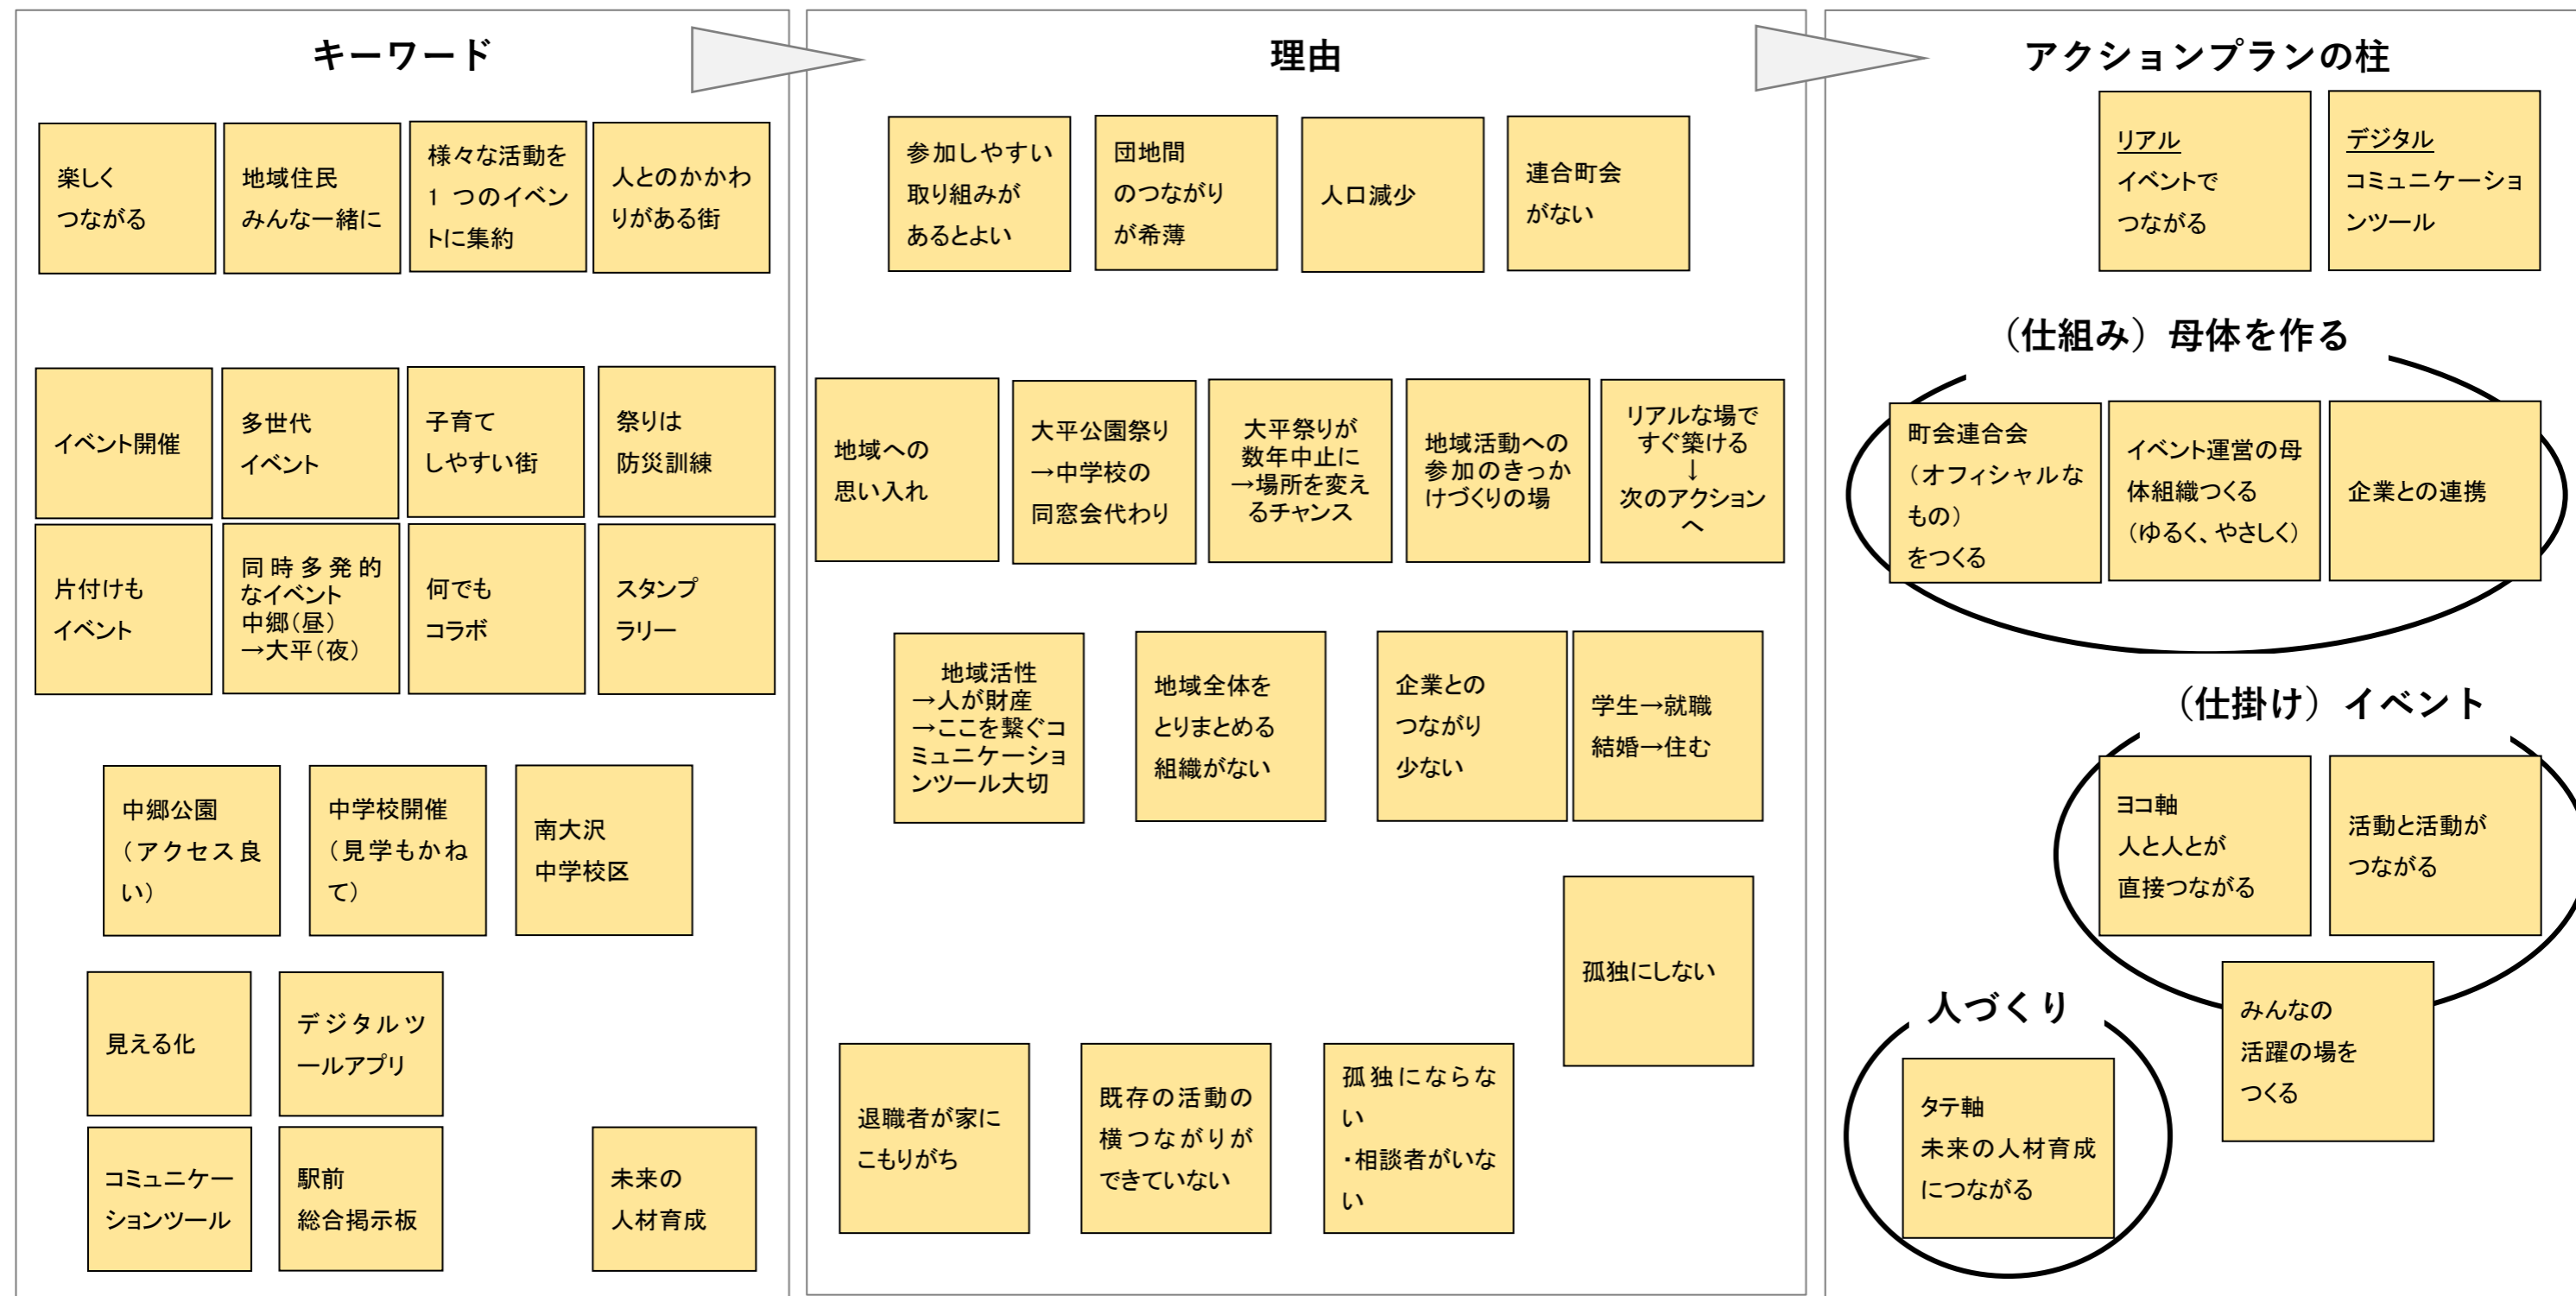 キーワード
楽しく
つながる
地域住民
みんな一緒に
様々な活動を
1 つのイベン
トに集約
人とのかかわ
りがある街
イベント開催
多世代
イベント
子育て
しやすい街
祭りは
防災訓練
片付けも
イベント
同時多発的
なイベント
中郷（昼）
→大平（夜）
何でも
コラボ
スタンプ
ラリー
中郷公園
（アクセス良
い）
中学校開催
（見学もかね
て）
南大沢
中学校区
見える化
デジタルツ
ールアプリ
コミュニケー
ションツール
駅前
総合掲示板
未来の
人材育成
理由
参加しやすい
取り組みが
あるとよい
団地間
のつながり
が希薄
人口減少
連合町会
がない
地域への
思い入れ
大平公園祭り
→中学校の
同窓会代わり
大平祭りが
数年中止に
→場所を変え
るチャンス
地域活動への
参加のきっか
けづくりの場
リアルな場で
すぐ築ける
↓
次のアクション
へ
地域活性
→人が財産
→ここを繋ぐコ
ミュニケーショ
ンツール大切
地域全体を
とりまとめる
組織がない
企業との
つながり
少ない
学生→就職
結婚→住む
孤独にしない
退職者が家に
こもりがち
既存の活動の
横つながりが
できていない
孤独にならな
い
・相談者がいな
い
アクションプランの柱
リアル
イベントで
つながる
デジタル
コミュニケーショ
ンツール
（仕組み）母体を作る
町会連合会
（オフィシャルな
もの）
をつくる
イベント運営の母
体組織つくる
（ゆるく、やさしく）
企業との連携
（仕掛け）イベント
ヨコ軸
人と人とが
直接つながる
活動と活動が
つながる
みんなの
活躍の場を
つくる
人づくり
タテ軸
未来の人材育成
につながる